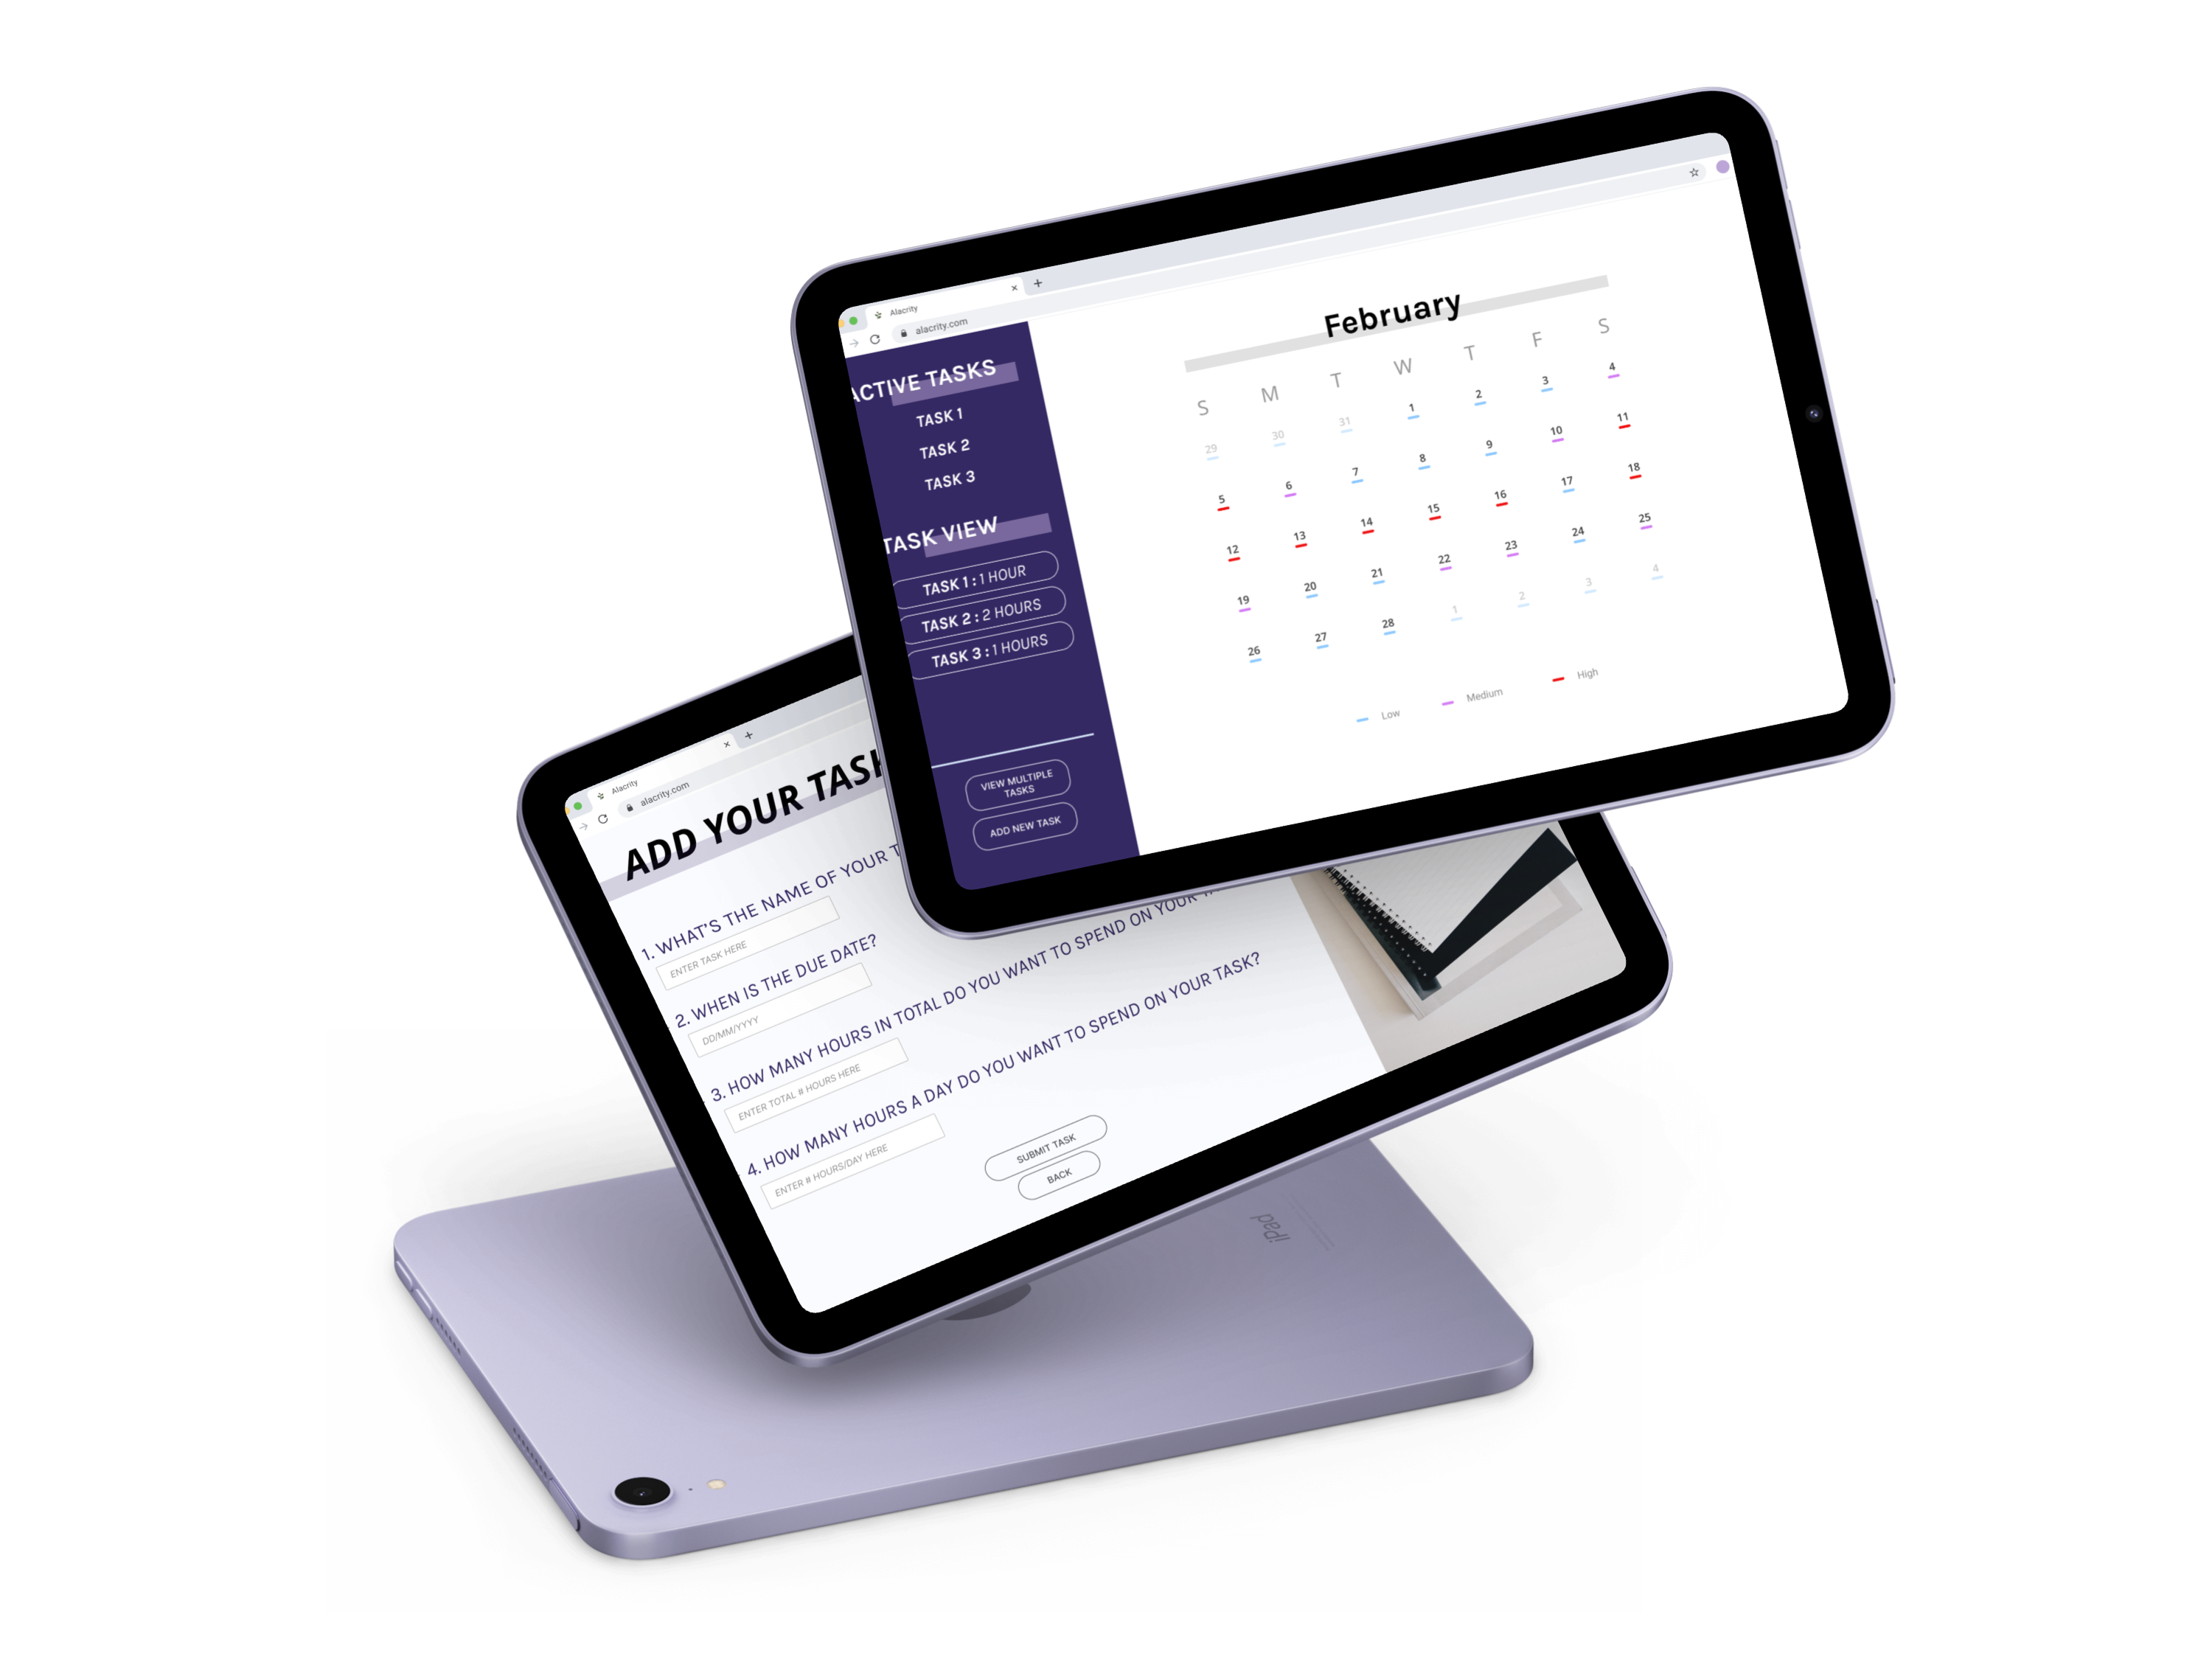 Alacrity
alacrity.com
ACTIVE TASKS
TASK 1
TASK 2
TASK 3
TASK VIEW
TASK 1 : 1 HOUR
TASK 2 : 2 HOURS
TASK 3 : 1 HOURS
VIEW MULTIPLE
TASKS
ADD NEW TASK
February
S M T W T F S
29 30 31 1 2 3 4
5 6 7 8 9 10 11
12 13 14 15 16 17 18
19 20 21 22 23 24 25
26 27 28 1 2 3 4
Low Medium High
Alacrity
alacrity.com
ADD YOUR TASK
1. WHAT'S THE NAME OF YOUR
ENTER TASK HERE
2. WHEN IS THE DUE DATE?
DD/MM/YYYY
3. HOW MANY HOURS IN TOTAL DO YOU WANT TO SPEND ON YOUR
ENTER TOTAL # HOURS HERE
4. HOW MANY HOURS A DAY DO YOU WANT TO SPEND ON YOUR TASK?
ENTER # HOURS/DAY HERE
SUBMIT TASK
BACK
iPad